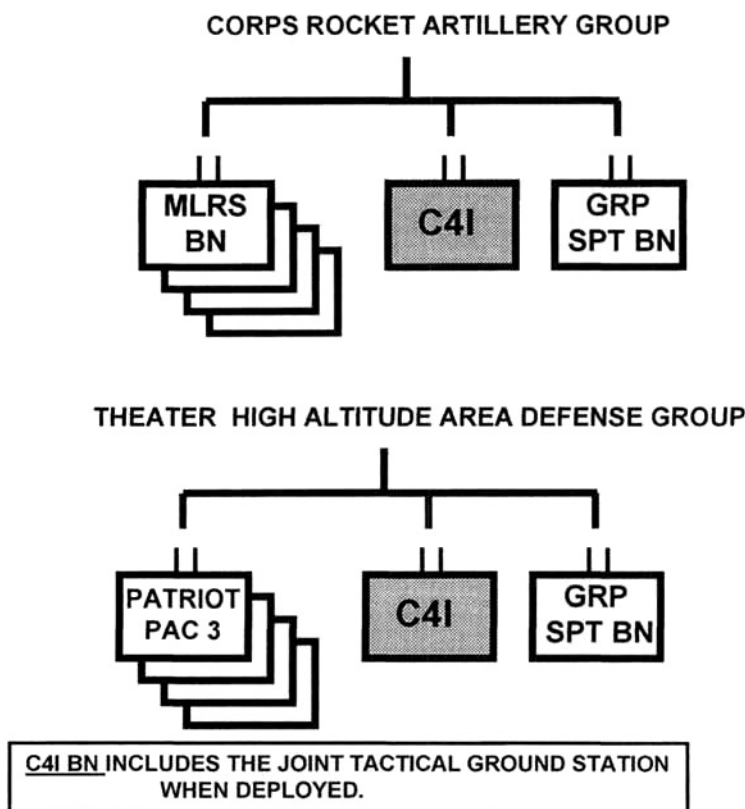 CORPS ROCKET ARTILLERY GROUP
MLRS
BN
C4I
GRP
SPT BN
THEATER HIGH ALTITUDE AREA DEFENSE GROUP
PATRIOT
PAC 3
C4I
GRP
SPT BN
C4I BN INCLUDES THE JOINT TACTICAL GROUND STATION
WHEN DEPLOYED.